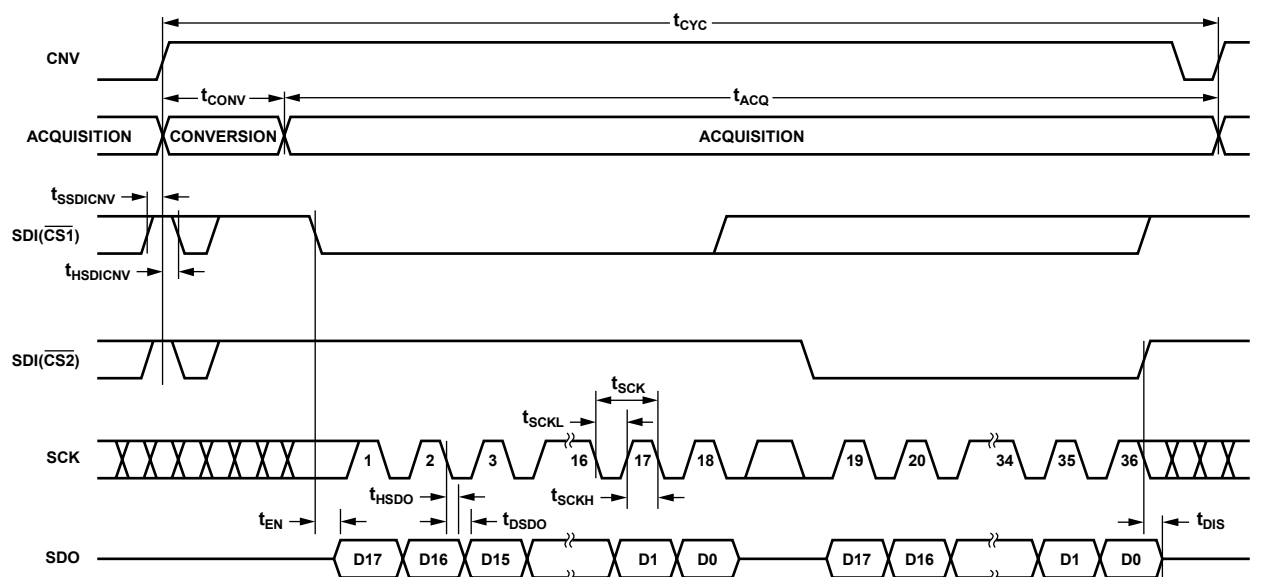 tCYC
CNV
tCONV
tACQ
ACQUISITION
CONVERSION
ACQUISITION
tSSDICNV
SDI(CS1)
tHSDICNV
SDI(CS2)
tSCK
tSCKL
SCK
1 2 3 16 17 18 19 20 34 35 36
tHSDO
tSCKH
tEN
tDSDO
tDIS
SDO
D17 D16 D15 D1 D0 D17 D16 D1 D0